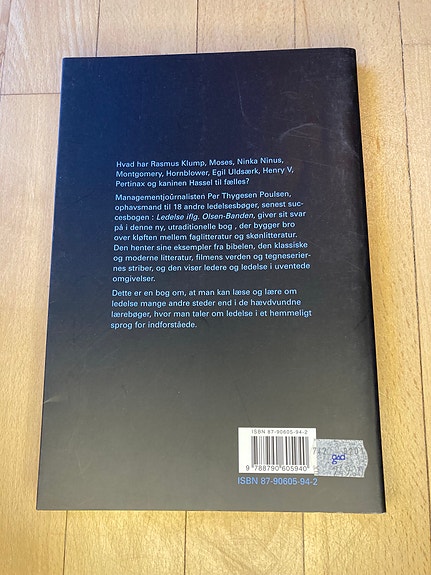 Hvad har Rasmus Klump, Moses, Ninka Ninus,
Montgomery, Hornblower, Egil Uldsærk, Henry V,
Pertinax og kaninen Hassel til fælles?
Managementjournalisten Per Thygesen Poulsen,
ophavsmand til 18 andre ledelsesbøger, senest suc-
cesbogen : Ledelse iflg. Olsen-Banden, giver sit svar
på i denne ny, utraditionelle bog , der bygger bro
over kløften mellem faglitteratur og skønlitteratur.
Den henter sine eksempler fra bibelen, den klassiske
og moderne litteratur, filmens verden og tegneserier-
nes striber, og den viser ledere og ledelse i uventede
omgivelser.
Dette er en bog om, at man kan læse og lære om
ledelse mange andre steder end i de hævdvundne
lærebøger, hvor man taler om ledelse i et hemmeligt
sprog for indforståede.
ISBN 87-90605-94-2
9 788790 605940
gad
ISBN 87-90605-94-2